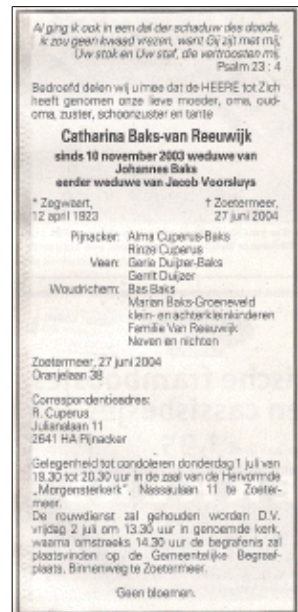 Al ging ik ook in een dal der schaduw des doods,
ik zou geen kwaad vrezen, want Gij zijt met mij;
Uw stok en Uw staf, die vertroosten mij.
Psalm 23 : 4
Bedroefd delen wij u mee dat de HEERE tot Zich
heeft genomen onze lieve moeder, oma, oud-
oma, zuster, schoonzuster en tante
Catharina Baks-van Reeuwijk
sinds 10 november 2003 weduwe van
Johannes Baks
eerder weduwe van Jacob Voorsluys
* Zegwaart, † Zoetermeer,
12 april 1923 27 juni 2004
Pijnacker: Alma Cuperus-Baks
Rinze Cuperus
Veen: Gerie Duijzer-Baks
Gerrit Duijzer
Woudrichem: Bas Baks
Marian Baks-Groeneveld
klein- en achterkleinkinderen
Familie Van Reeuwijk
Neven en nichten
Zoetermeer, 27 juni 2004
Oranjelaan 38
Correspondentieadres:
R. Cuperus
Julianalaan 11
2641 HA Pijnacker
Gelegenheid tot condoleren donderdag 1 juli van
19.30 tot 20.30 uur in de zaal van de Hervormde
„Morgensterkerk”, Nassaulaan 11 te Zoeter-
meer.
De rouwdienst zal gehouden worden D.V.
vrijdag 2 juli om 13.30 uur in genoemde kerk,
waarna omstreeks 14.30 uur de begrafenis zal
plaatsvinden op de Gemeentelijke Begraaf-
plaats, Binnenweg te Zoetermeer.
Geen bloemen.